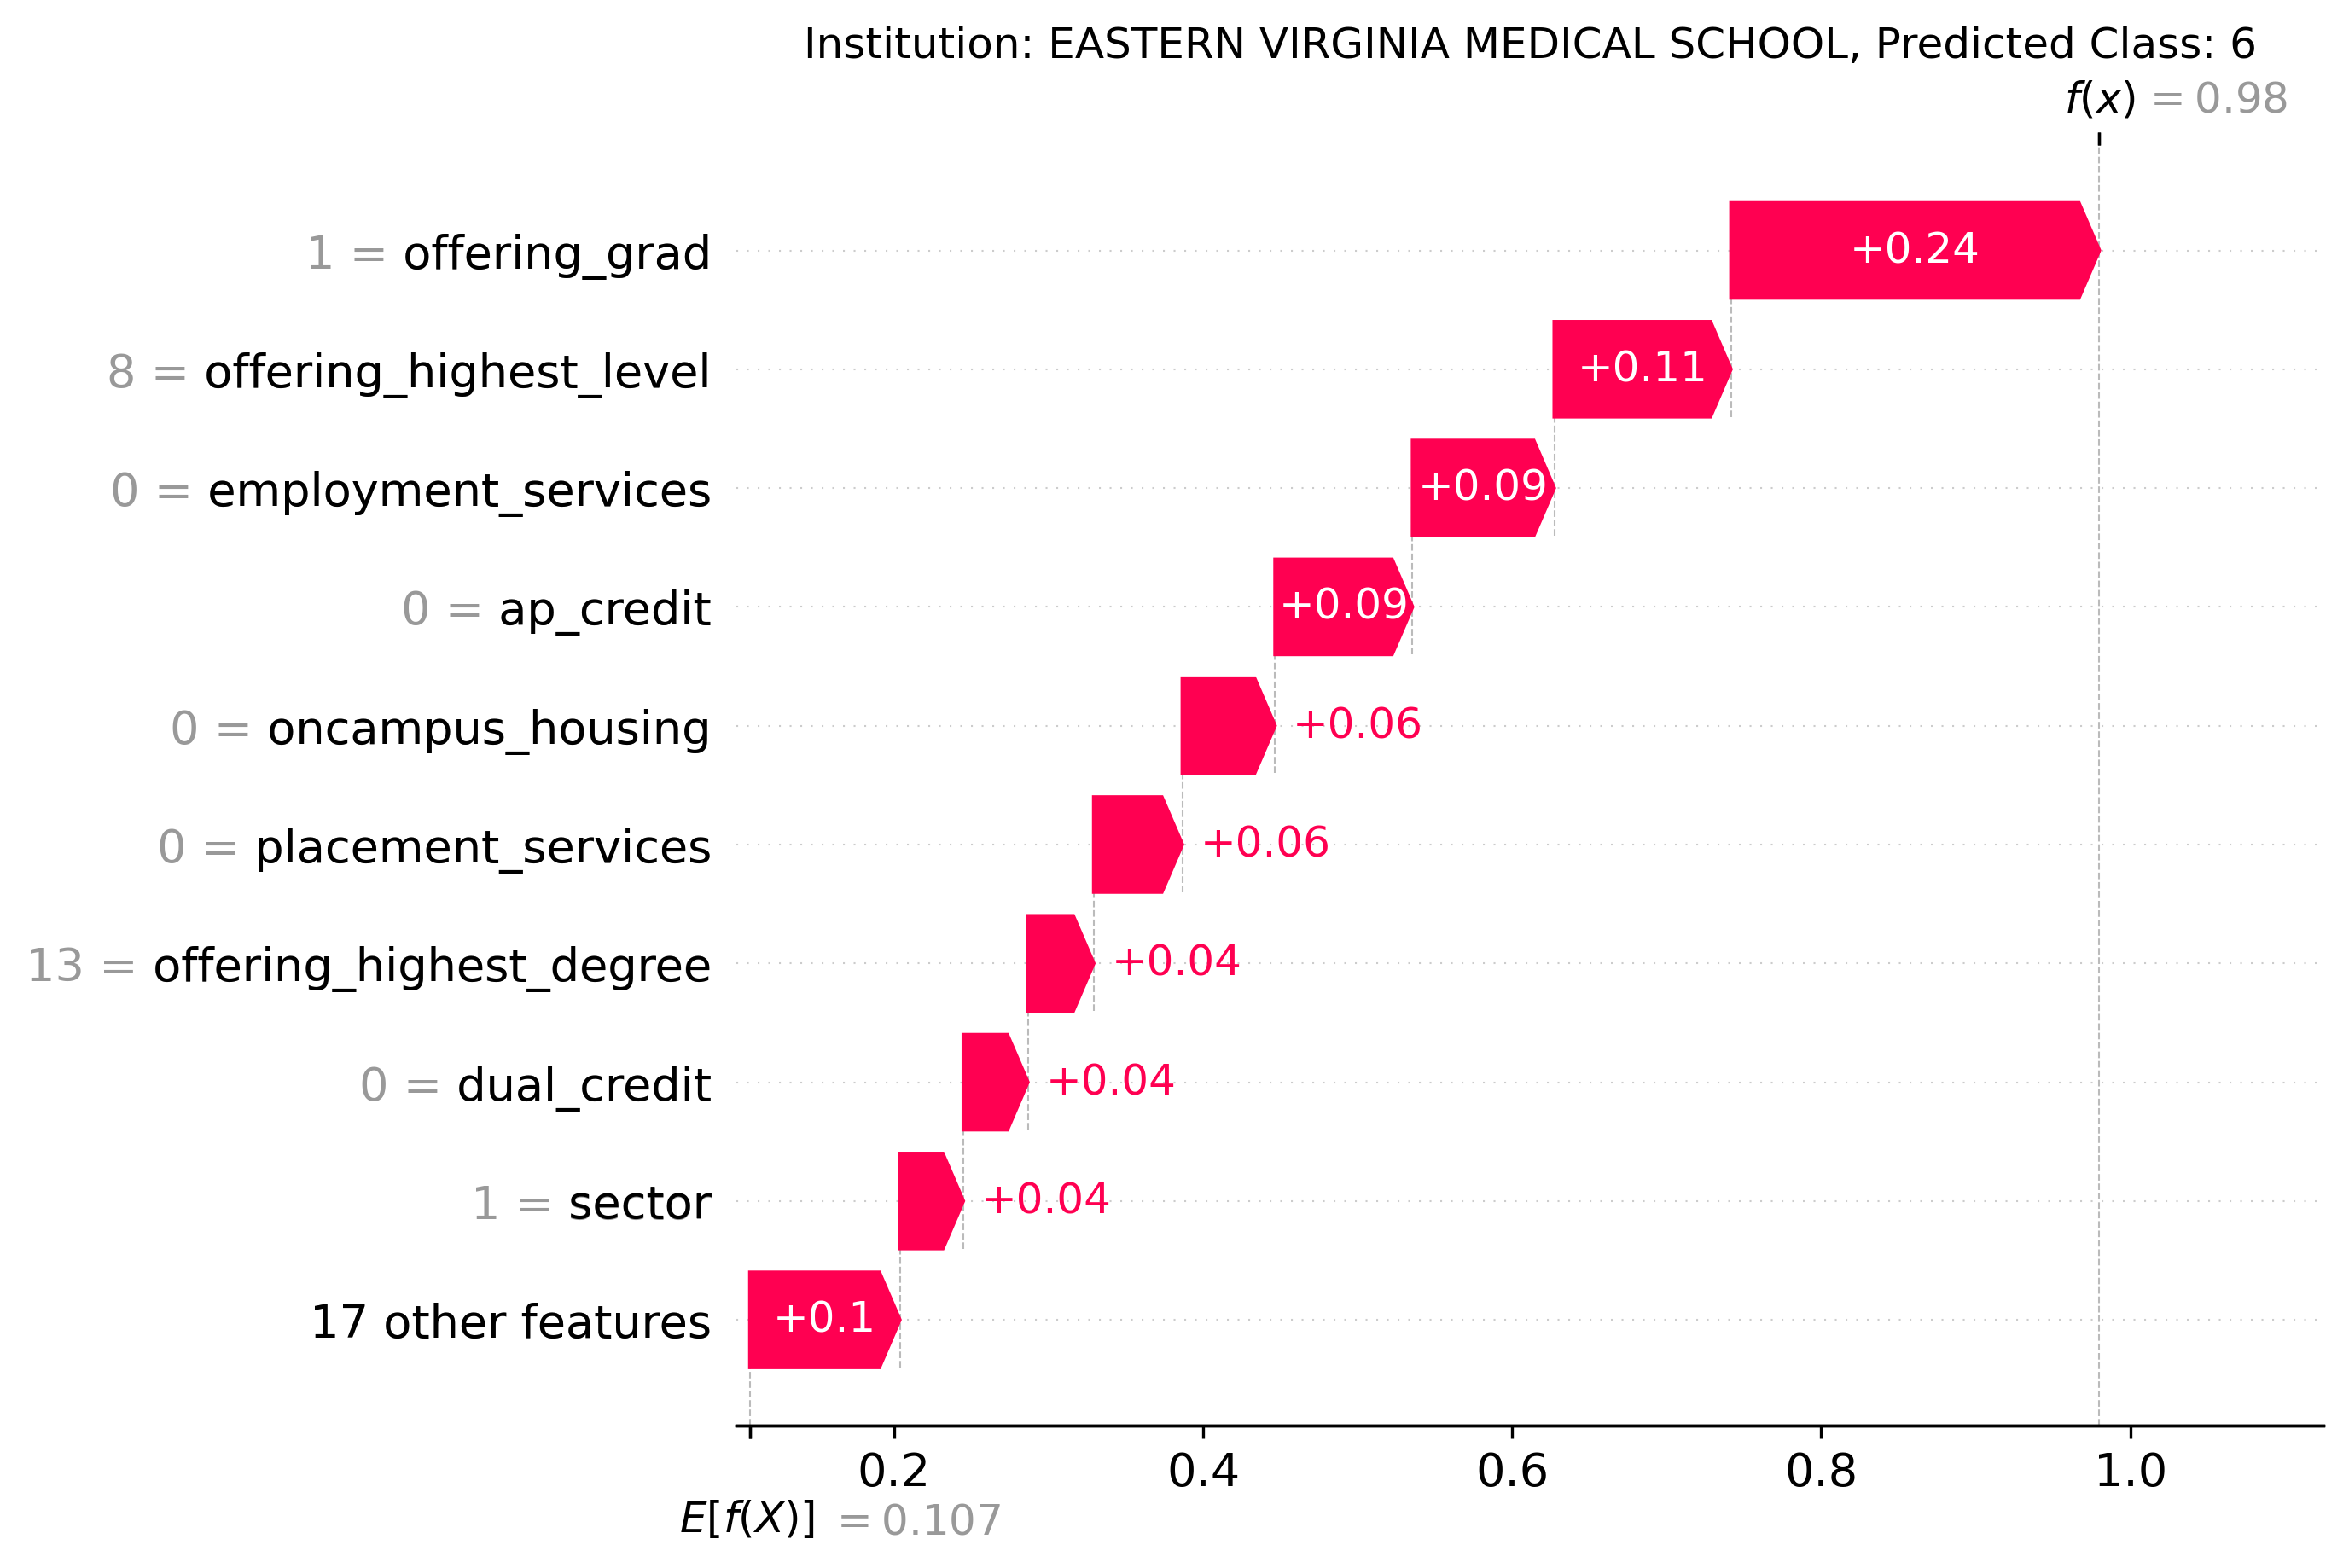 Institution: EASTERN VIRGINIA MEDICAL SCHOOL, Predicted Class: 6
f(x) = 0.98
1 = offering_grad +0.24
8 = offering_highest_level +0.11
0 = employment_services +0.09
0 = ap_credit +0.09
0 = oncampus_housing +0.06
0 = placement_services +0.06
13 = offering_highest_degree +0.04
0 = dual_credit +0.04
1 = sector +0.04
17 other features +0.1
0.2 0.4 0.6 0.8 1.0
E[f(X)] = 0.107